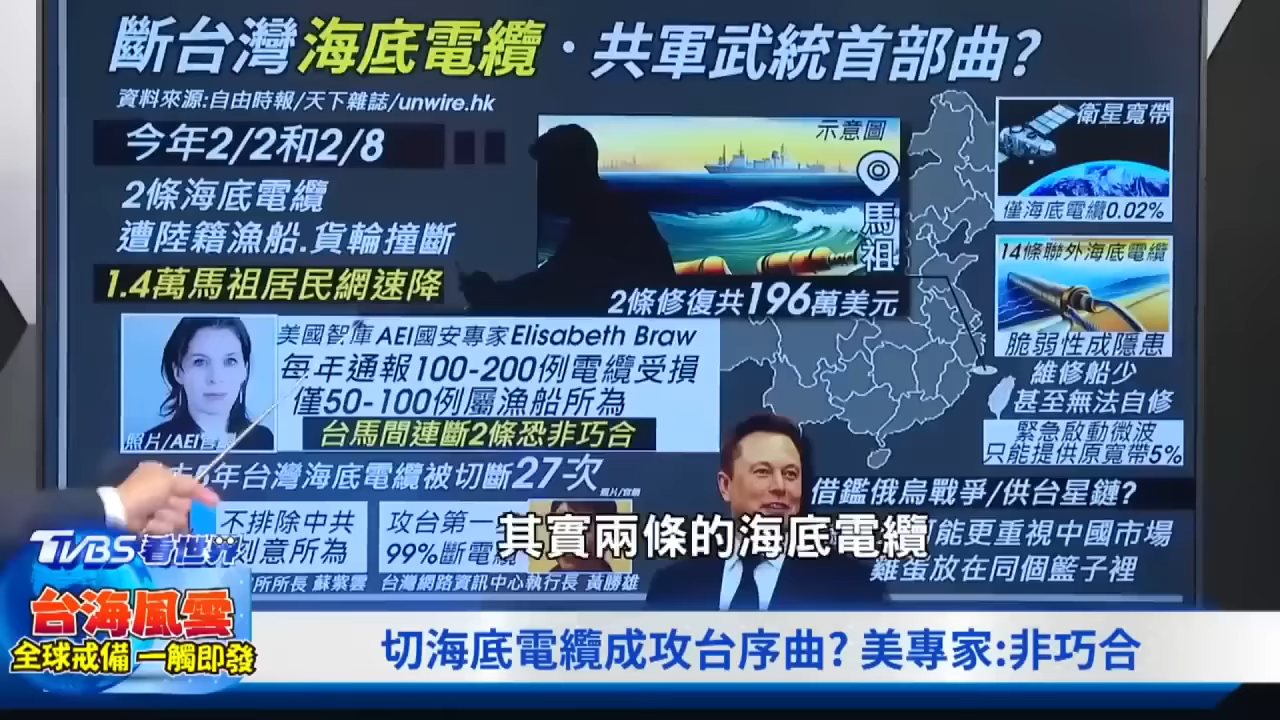 斷台灣海底電纜·共軍武統首部曲?
資料來源:自由時報/天下雜誌/unwire.hk
今年2/2和2/8
2條海底電纜
遭陸籍漁船.貨輪撞斷
1.4萬馬祖居民網速降
示意圖
馬祖
2條修復共196萬美元
衛星寬帶
僅海底電纜0.02%
14條聯外海底電纜
脆弱性成隱患
維修船少
甚至無法自修
緊急啟動微波
只能提供原寬帶5%
美國智庫AEI國安專家Elisabeth Braw
每年通報100-200例電纜受損
僅50-100例屬漁船所為
台馬間連斷2條恐非巧合
照片/AEI官網
5年台灣海底電纜被切斷27次
照片/官網
不排除中共
刻意所為
所所長 蘇紫雲
攻台第一
99%斷電纜
台灣網路資訊中心執行長 黃勝雄
借鑑俄烏戰爭/供台星鏈?
可能更重視中國市場
雞蛋放在同個籃子裡
其實兩條的海底電纜
TVBS看世界
台海風雲
全球戒備 一觸即發
切海底電纜成攻台序曲? 美專家:非巧合